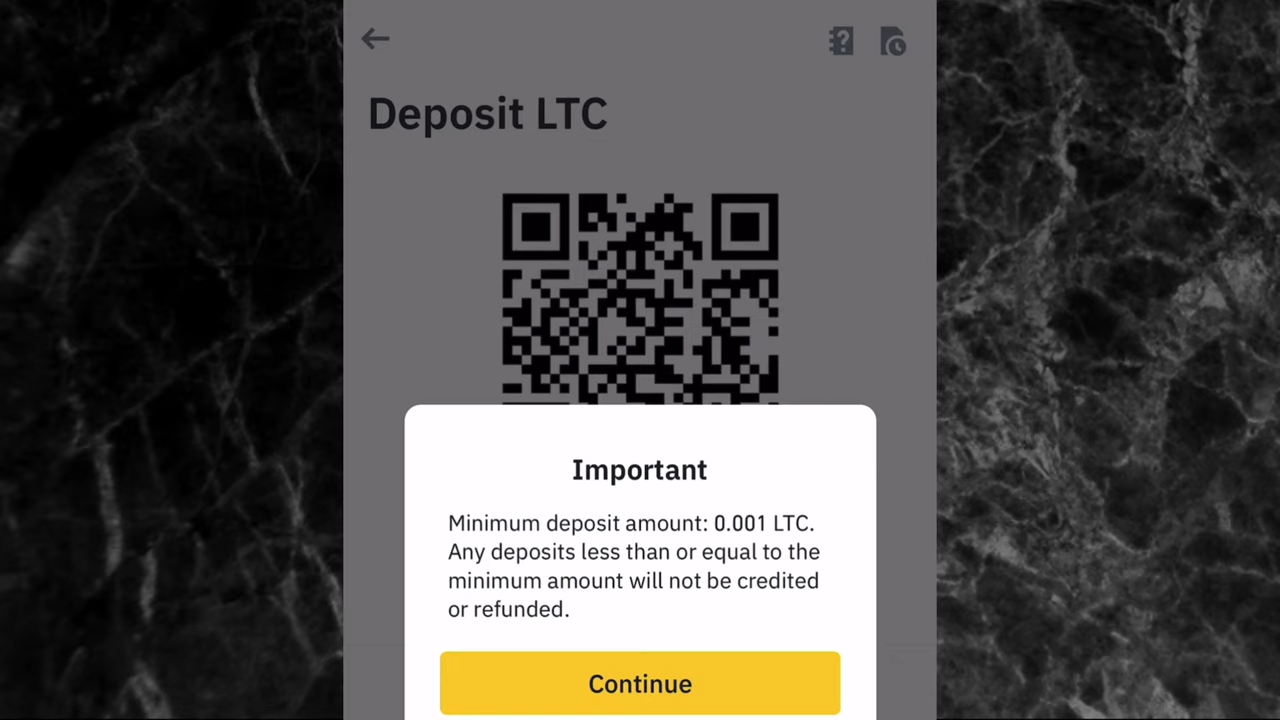 Deposit LTC
Important
Minimum deposit amount: 0.001 LTC.
Any deposits less than or equal to the
minimum amount will not be credited
or refunded.
Continue